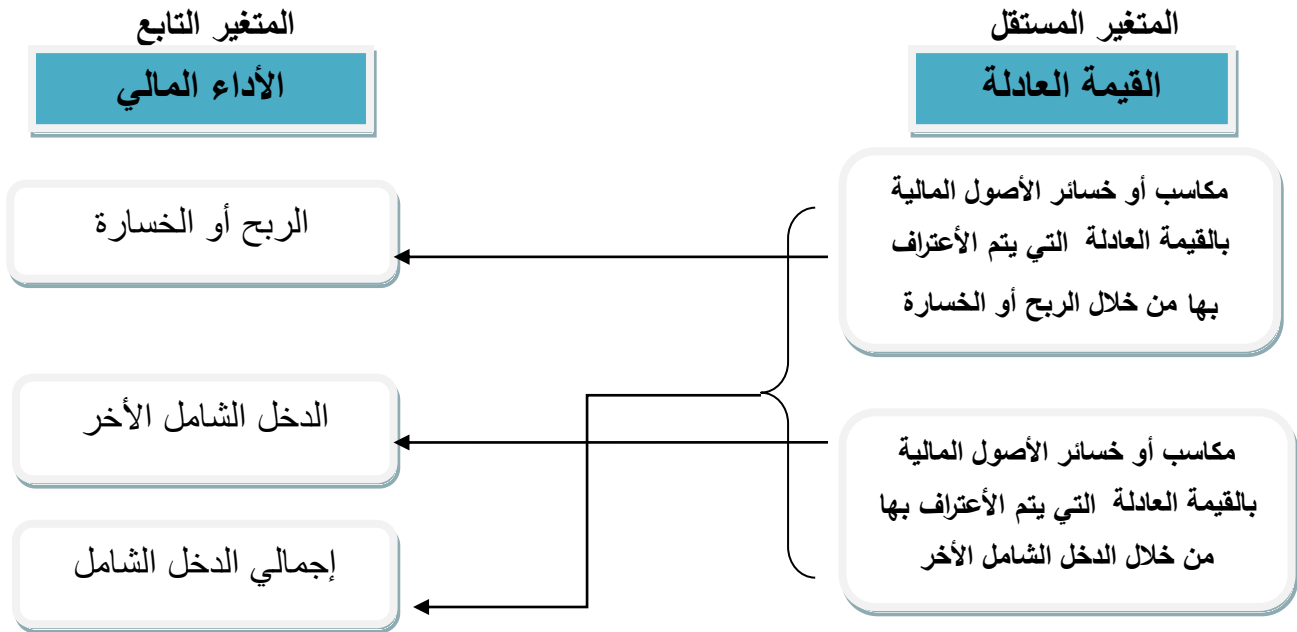 المتغير المستقل
القيمة العادلة
مكاسب أو خسائر الأصول المالية
بالقيمة العادلة التي يتم الأعتراف
بها من خلال الربح أو الخسارة
مكاسب أو خسائر الأصول المالية
بالقيمة العادلة التي يتم الأعتراف بها
من خلال الدخل الشامل الأخر
المتغير التابع
الأداء المالي
الربح أو الخسارة
الدخل الشامل الأخر
إجمالي الدخل الشامل